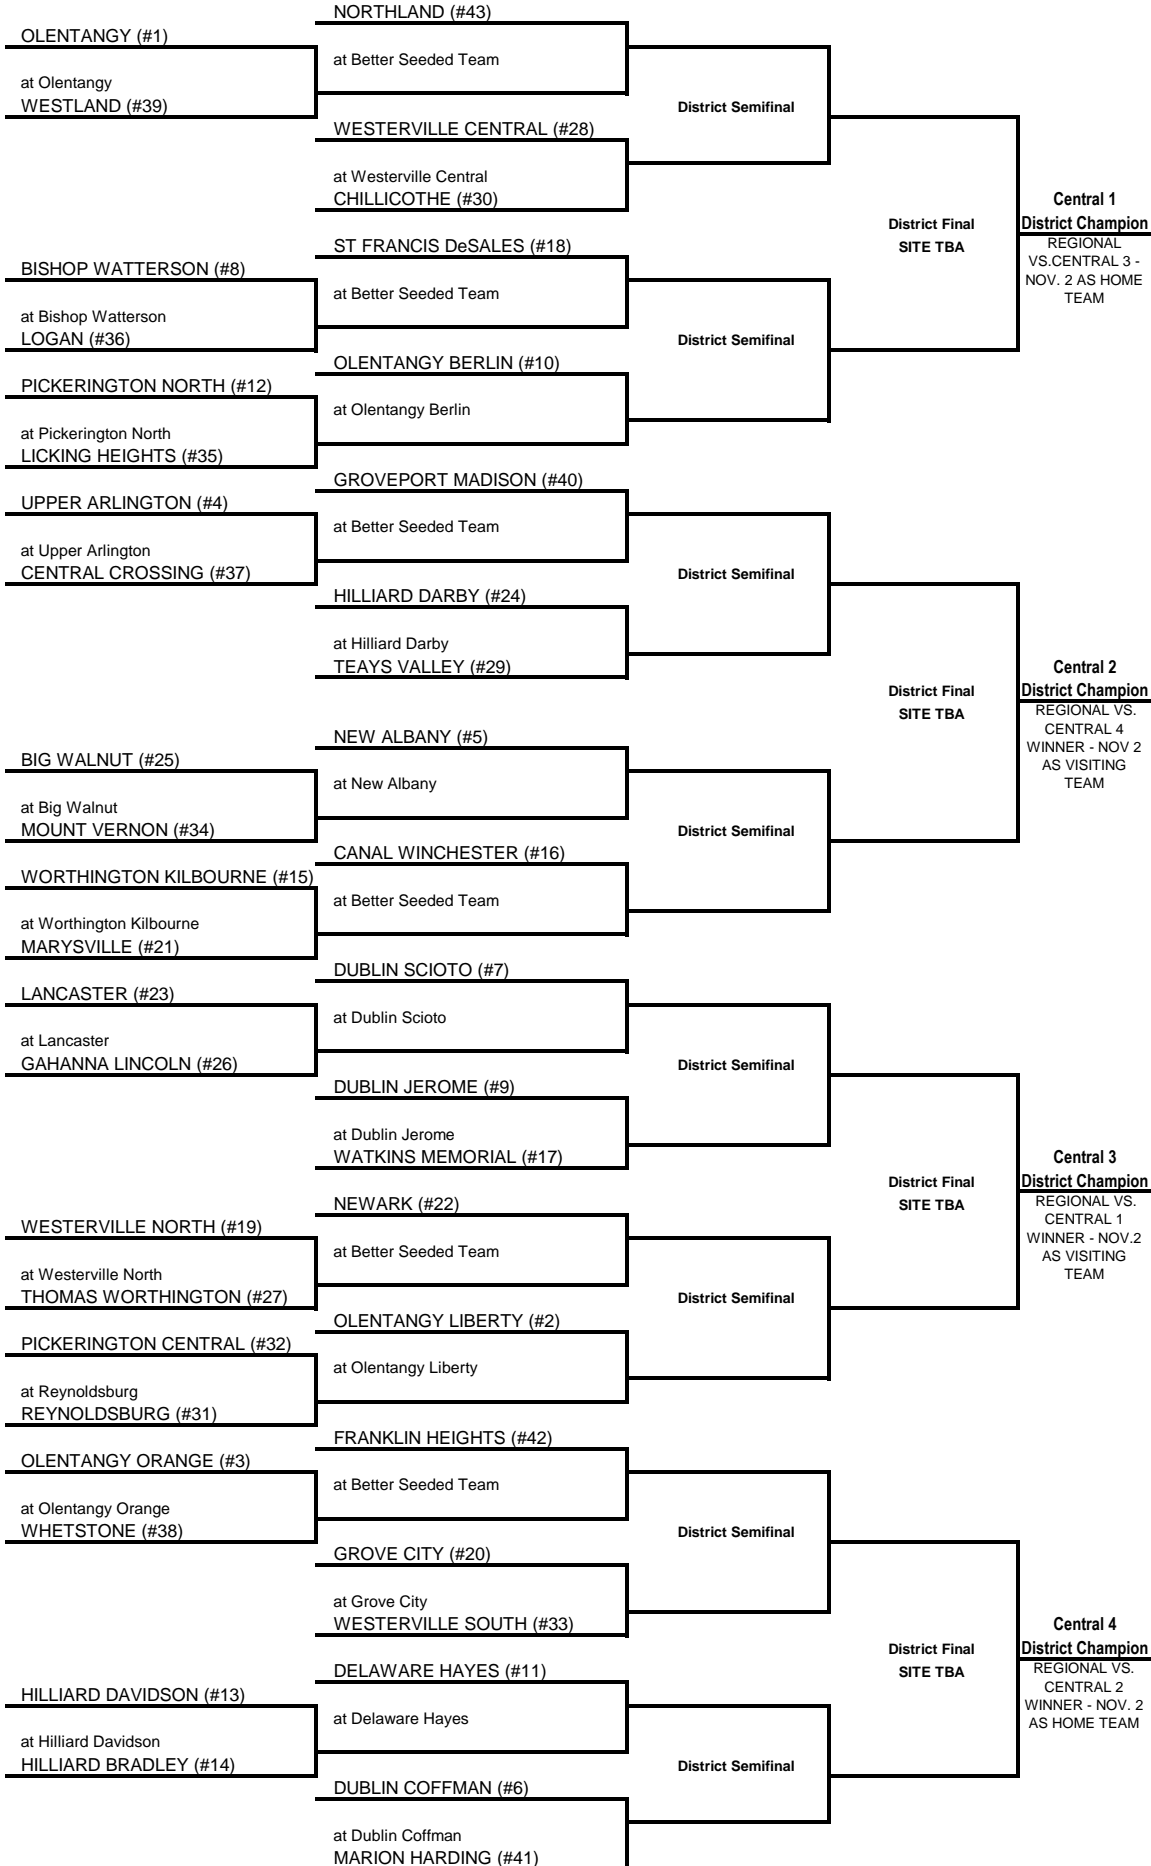 NORTHLAND (#43)
OLENTANGY (#1)
at Better Seeded Team
at Olentangy
WESTLAND (#39)
District Semifinal
WESTERVILLE CENTRAL (#28)
at Westerville Central
CHILLICOTHE (#30)
Central 1
District Final
District Champion
SITE TBA
REGIONAL
VS.CENTRAL 3 -
NOV. 2 AS HOME
TEAM
ST FRANCIS DeSALES (#18)
BISHOP WATTERSON (#8)
at Better Seeded Team
at Bishop Watterson
LOGAN (#36)
District Semifinal
OLENTANGY BERLIN (#10)
PICKERINGTON NORTH (#12)
at Olentangy Berlin
at Pickerington North
LICKING HEIGHTS (#35)
GROVEPORT MADISON (#40)
UPPER ARLINGTON (#4)
at Better Seeded Team
at Upper Arlington
CENTRAL CROSSING (#37)
District Semifinal
HILLIARD DARBY (#24)
at Hilliard Darby
TEAYS VALLEY (#29)
Central 2
District Final
District Champion
SITE TBA
REGIONAL VS.
CENTRAL 4
WINNER - NOV 2
AS VISITING
TEAM
NEW ALBANY (#5)
BIG WALNUT (#25)
at New Albany
at Big Walnut
MOUNT VERNON (#34)
District Semifinal
CANAL WINCHESTER (#16)
WORTHINGTON KILBOURNE (#15)
at Better Seeded Team
at Worthington Kilbourne
MARYSVILLE (#21)
DUBLIN SCIOTO (#7)
LANCASTER (#23)
at Dublin Scioto
at Lancaster
GAHANNA LINCOLN (#26)
District Semifinal
DUBLIN JEROME (#9)
at Dublin Jerome
WATKINS MEMORIAL (#17)
Central 3
District Final
District Champion
SITE TBA
REGIONAL VS.
CENTRAL 1
WINNER - NOV.2
AS VISITING
TEAM
NEWARK (#22)
WESTERVILLE NORTH (#19)
at Better Seeded Team
at Westerville North
THOMAS WORTHINGTON (#27)
District Semifinal
OLENTANGY LIBERTY (#2)
PICKERINGTON CENTRAL (#32)
at Olentangy Liberty
at Reynoldsburg
REYNOLDSBURG (#31)
FRANKLIN HEIGHTS (#42)
OLENTANGY ORANGE (#3)
at Better Seeded Team
at Olentangy Orange
WHETSTONE (#38)
District Semifinal
GROVE CITY (#20)
at Grove City
WESTERVILLE SOUTH (#33)
Central 4
District Final
District Champion
SITE TBA
REGIONAL VS.
CENTRAL 2
WINNER - NOV. 2
AS HOME TEAM
DELAWARE HAYES (#11)
HILLIARD DAVIDSON (#13)
at Delaware Hayes
at Hilliard Davidson
HILLIARD BRADLEY (#14)
District Semifinal
DUBLIN COFFMAN (#6)
at Dublin Coffman
MARION HARDING (#41)